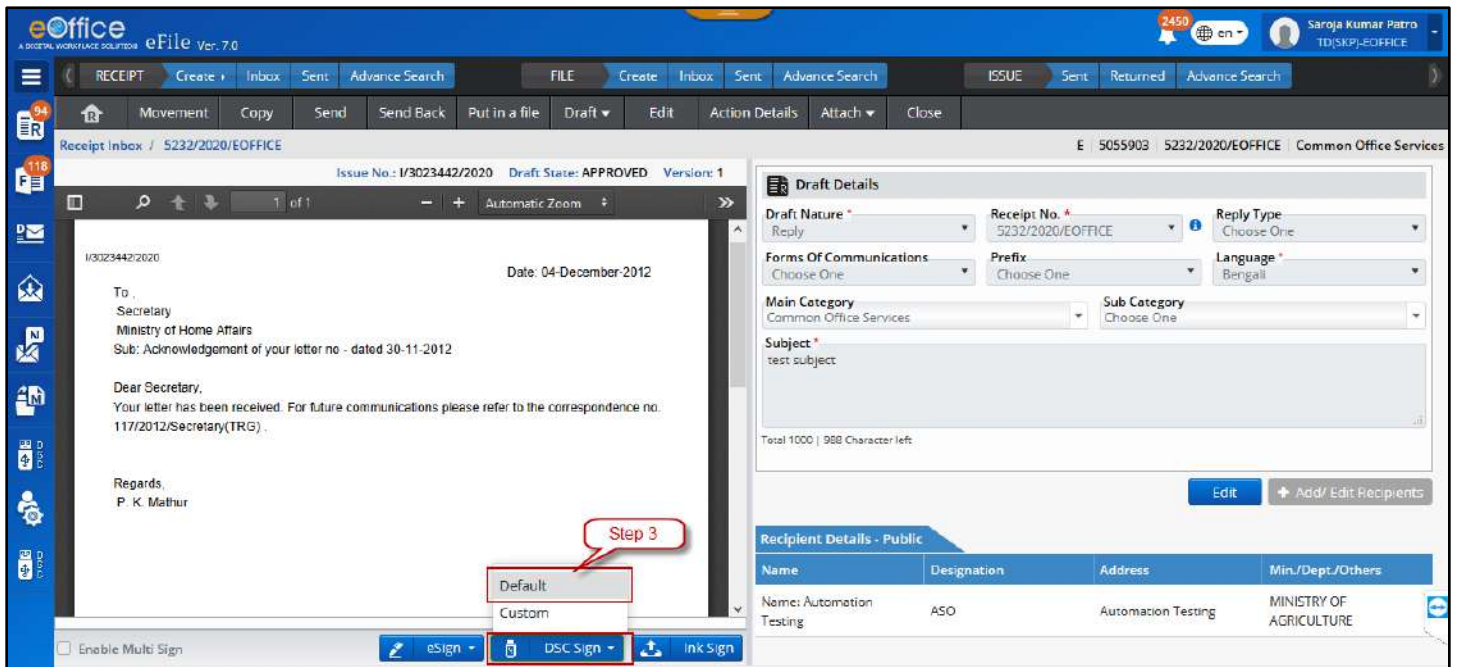 eOffice
A DIGITAL WORKPLACE SOLUTION
eFile Ver. 7.0
2450
en
Saroja Kumar Patro
TD(SKP)-EOFFICE
RECEIPT Create Inbox Sent Advance Search FILE Create Inbox Sent Advance Search ISSUE Sent Returned Advance Search
94
R
Movement Copy Send Send Back Put in a file Draft Edit Action Details Attach Close
Receipt Inbox / 5232/2020/EOFFICE
E 5055903 5232/2020/EOFFICE Common Office Services
118
F
Issue No.: I/3023442/2020 Draft State: APPROVED Version: 1
1 of 1 − + Automatic Zoom
D
I/3023442/2020
Date: 04-December-2012
To ,
Secretary
Ministry of Home Affairs
Sub: Acknowledgement of your letter no - dated 30-11-2012
Dear Secretary,
Your letter has been received. For future communications please refer to the correspondence no.
117/2012/Secretary(TRG) .
Regards,
P. K. Mathur
N
M
DSC
DSC
Step 3
Default
Custom
Enable Multi Sign
eSign DSC Sign Ink Sign
Draft Details
Draft Nature * Receipt No. * Reply Type
Reply 5232/2020/EOFFICE Choose One
Forms Of Communications Prefix Language *
Choose One Choose One Bengali
Main Category Sub Category
Common Office Services Choose One
Subject *
test subject
Total 1000 | 988 Character left
Edit + Add/ Edit Recipients
Recipient Details - Public
Name Designation Address Min./Dept./Others
Name: Automation Testing ASO Automation Testing MINISTRY OF AGRICULTURE